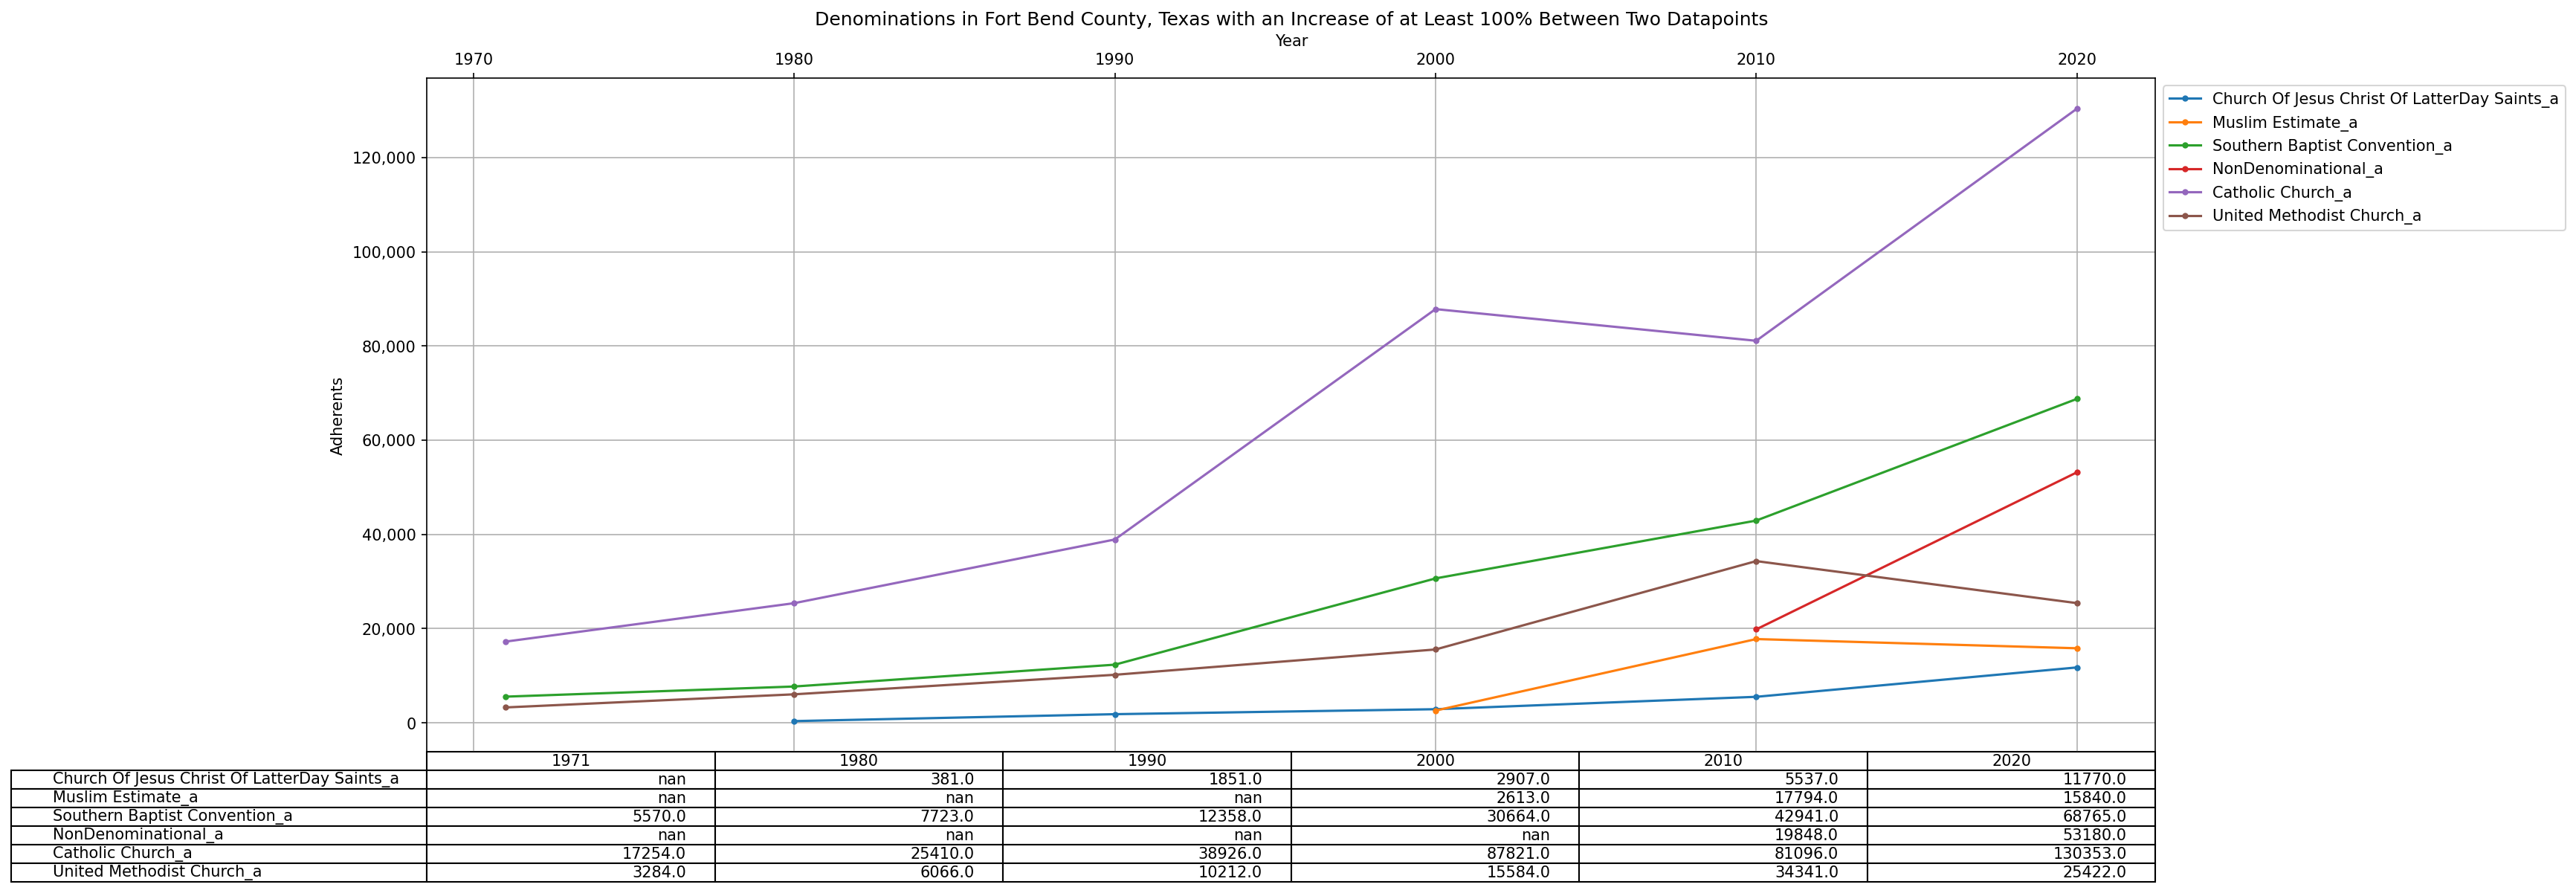 Denominations in Fort Bend County, Texas with an Increase of at Least 100% Between Two Datapoints
Year
1970 1980 1990 2000 2010 2020
Church Of Jesus Christ Of LatterDay Saints_a
Muslim Estimate_a
Southern Baptist Convention_a
NonDenominational_a
Catholic Church_a
United Methodist Church_a
120,000
100,000
80,000
60,000
40,000
20,000
0
Adherents
1971 1980 1990 2000 2010 2020
Church Of Jesus Christ Of LatterDay Saints_a nan 381.0 1851.0 2907.0 5537.0 11770.0
Muslim Estimate_a nan nan nan 2613.0 17794.0 15840.0
Southern Baptist Convention_a 5570.0 7723.0 12358.0 30664.0 42941.0 68765.0
NonDenominational_a nan nan nan nan 19848.0 53180.0
Catholic Church_a 17254.0 25410.0 38926.0 87821.0 81096.0 130353.0
United Methodist Church_a 3284.0 6066.0 10212.0 15584.0 34341.0 25422.0